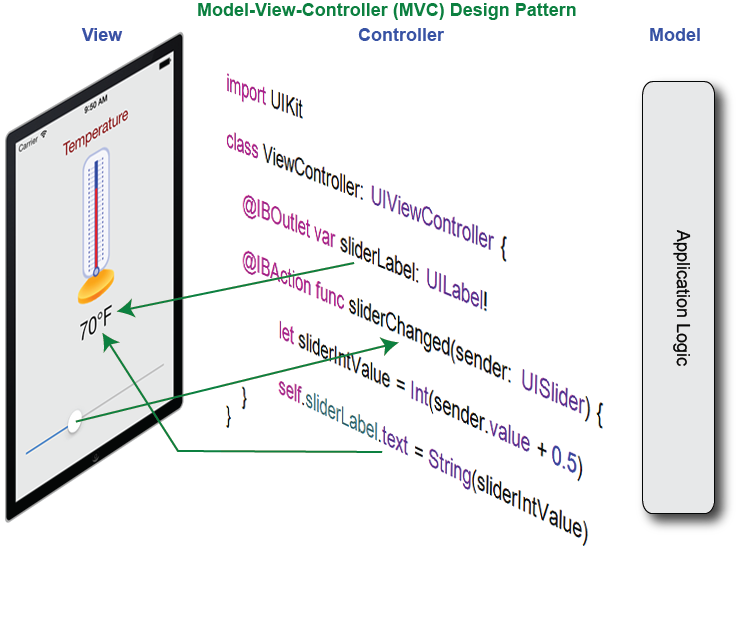 Model-View-Controller (MVC) Design Pattern
View
Controller
Model
Carrier
9:50 AM
Temperature
70°F
import UIKit
class ViewController: UIViewController {
@IBOutlet var sliderLabel: UILabel!
@IBAction func sliderChanged(sender: UISlider) {
let sliderIntValue = Int(sender.value + 0.5)
self.sliderLabel.text = String(sliderIntValue)
}
}
Application Logic